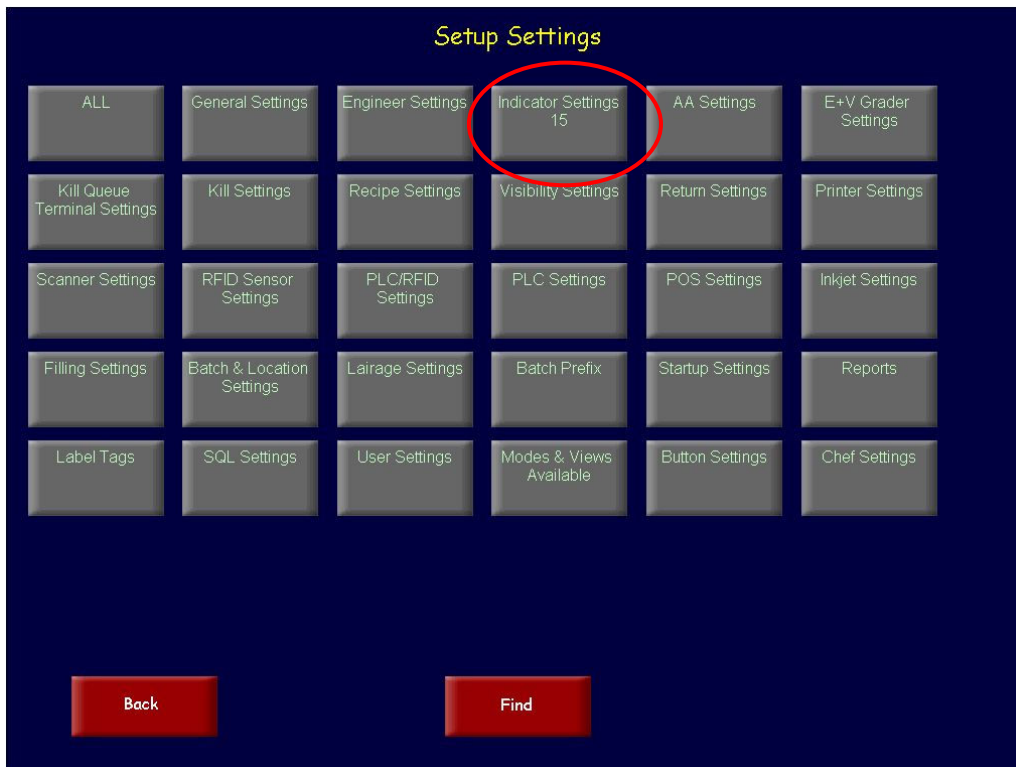 Setup Settings
ALL
General Settings
Engineer Settings
Indicator Settings
15
AA Settings
E+V Grader
Settings
Kill Queue
Terminal Settings
Kill Settings
Recipe Settings
Visibility Settings
Return Settings
Printer Settings
Scanner Settings
RFID Sensor
Settings
PLC/RFID
Settings
PLC Settings
POS Settings
Inkjet Settings
Filling Settings
Batch & Location
Settings
Lairage Settings
Batch Prefix
Startup Settings
Reports
Label Tags
SQL Settings
User Settings
Modes & Views
Available
Button Settings
Chef Settings
Back
Find